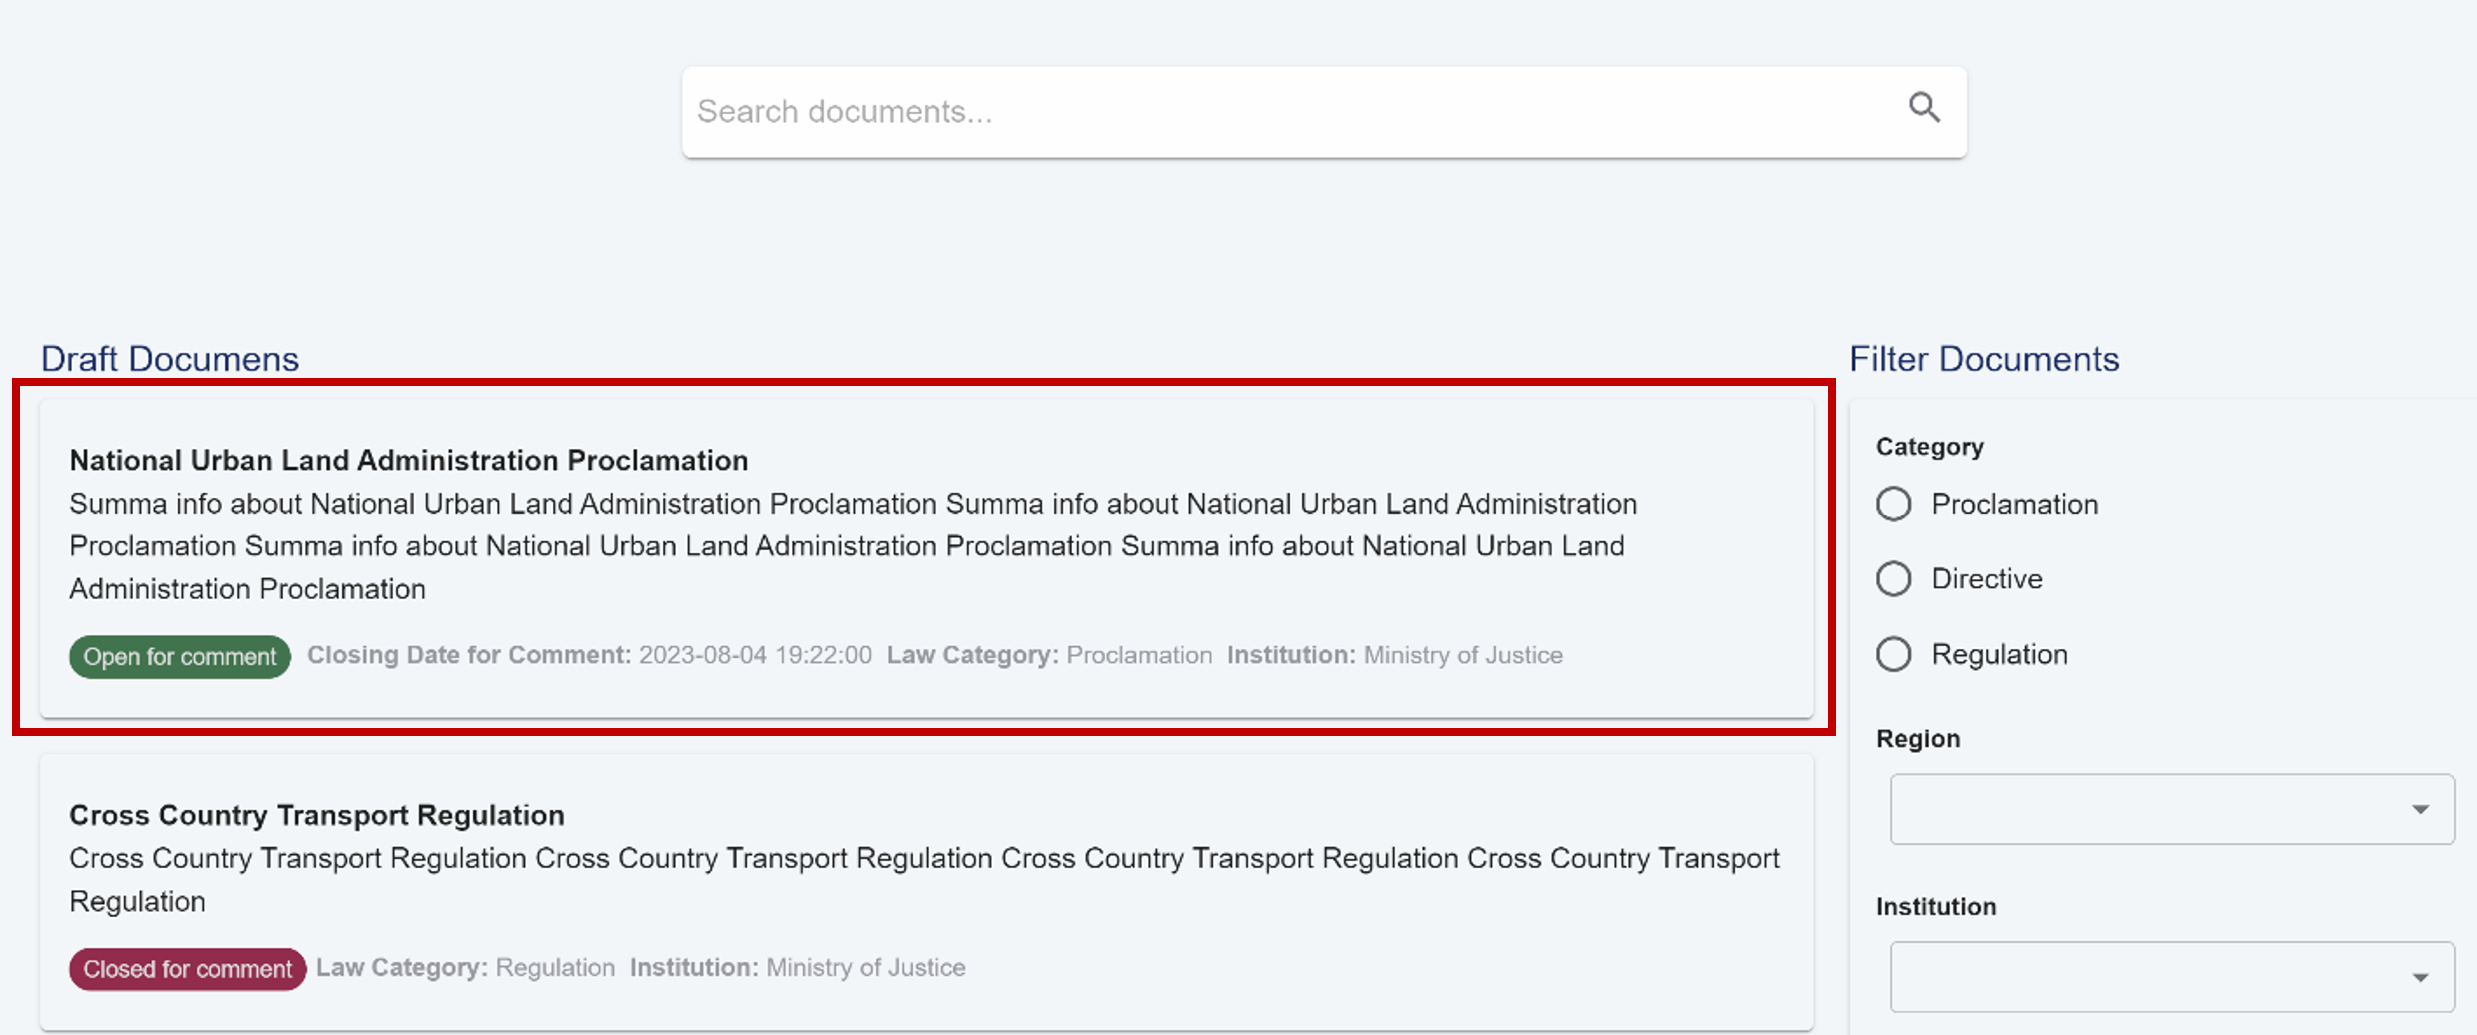 Search documents...
Draft Documens
National Urban Land Administration Proclamation
Summa info about National Urban Land Administration Proclamation Summa info about National Urban Land Administration
Proclamation Summa info about National Urban Land Administration Proclamation Summa info about National Urban Land
Administration Proclamation
Open for comment Closing Date for Comment: 2023-08-04 19:22:00 Law Category: Proclamation Institution: Ministry of Justice
Cross Country Transport Regulation
Cross Country Transport Regulation Cross Country Transport Regulation Cross Country Transport Regulation Cross Country Transport
Regulation
Closed for comment Law Category: Regulation Institution: Ministry of Justice
Filter Documents
Category
Proclamation
Directive
Regulation
Region
Institution